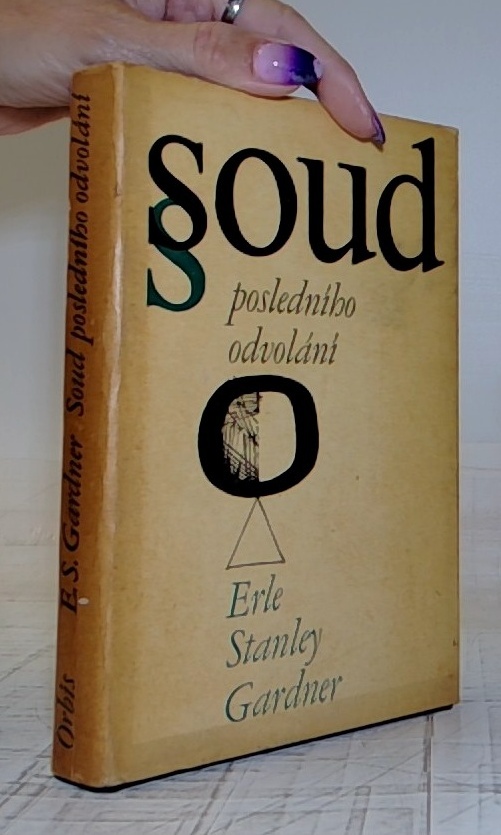 soud
posledního
odvolání
Erle
Stanley
Gardner
Orbis E. S. Gardner Soud posledního odvolání